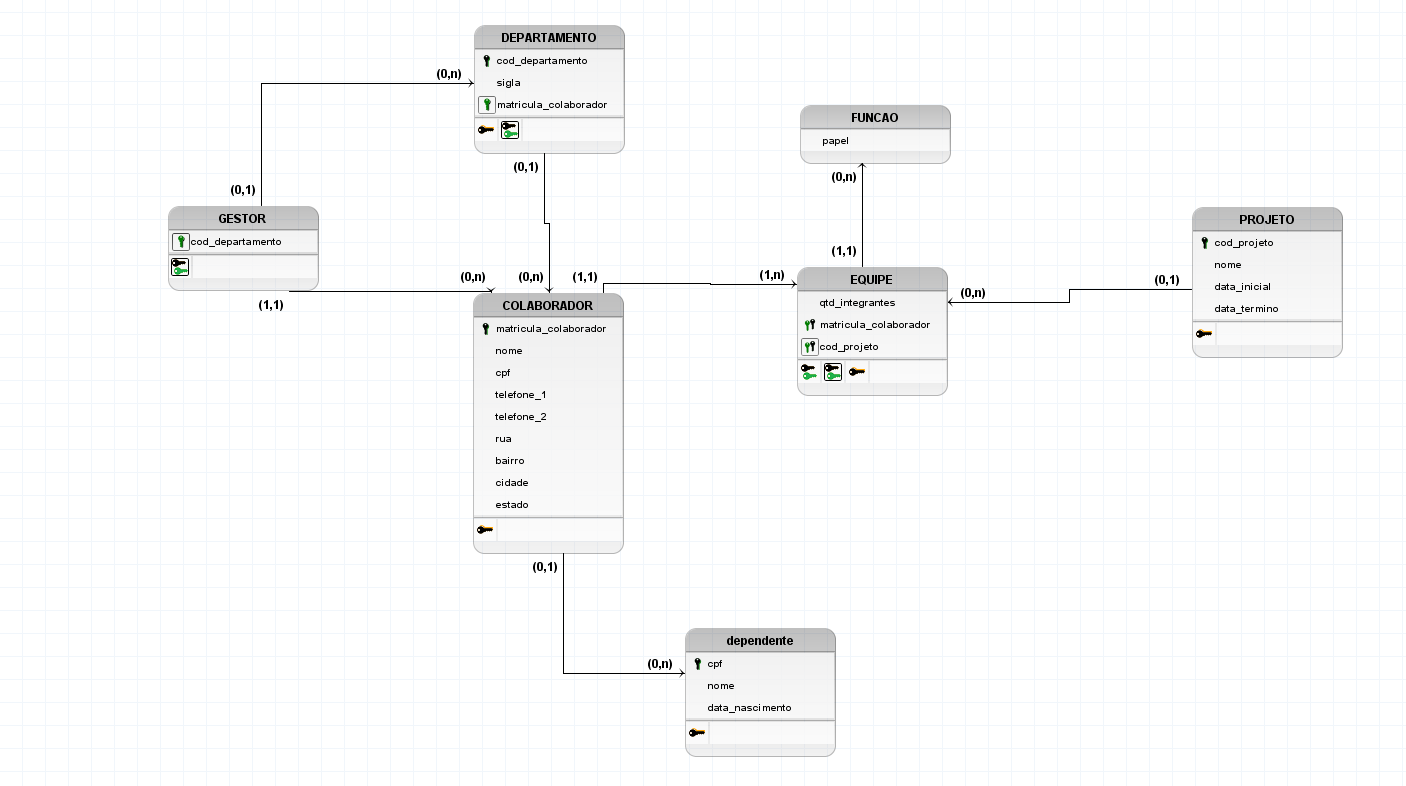 DEPARTAMENTO
cod_departamento
sigla
matricula_colaborador
(0,n)
(0,1)
(0,1)
GESTOR
cod_departamento
(1,1)
(0,n)
(0,n)
(1,1)
(1,n)
COLABORADOR
matricula_colaborador
nome
cpf
telefone_1
telefone_2
rua
bairro
cidade
estado
(0,1)
(0,n)
FUNCAO
papel
(0,n)
(1,1)
EQUIPE
qtd_integrantes
matricula_colaborador
cod_projeto
(0,n)
(0,1)
PROJETO
cod_projeto
nome
data_inicial
data_termino
dependente
cpf
nome
data_nascimento